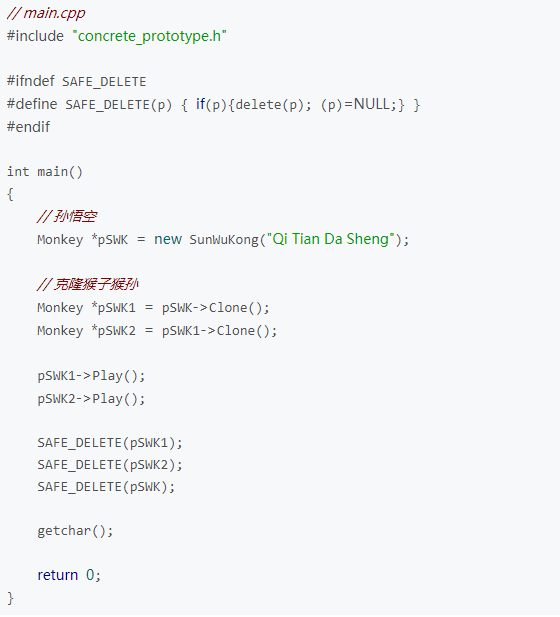 // main.cpp
#include "concrete_prototype.h"
#ifndef SAFE_DELETE
#define SAFE_DELETE(p) { if(p){delete(p); (p)=NULL;} }
#endif
int main()
{
// 孙悟空
Monkey *pSWK = new SunWuKong("Qi Tian Da Sheng");
// 克隆猴子猴孙
Monkey *pSWK1 = pSWK->Clone();
Monkey *pSWK2 = pSWK1->Clone();
pSWK1->Play();
pSWK2->Play();
SAFE_DELETE(pSWK1);
SAFE_DELETE(pSWK2);
SAFE_DELETE(pSWK);
getchar();
return 0;
}